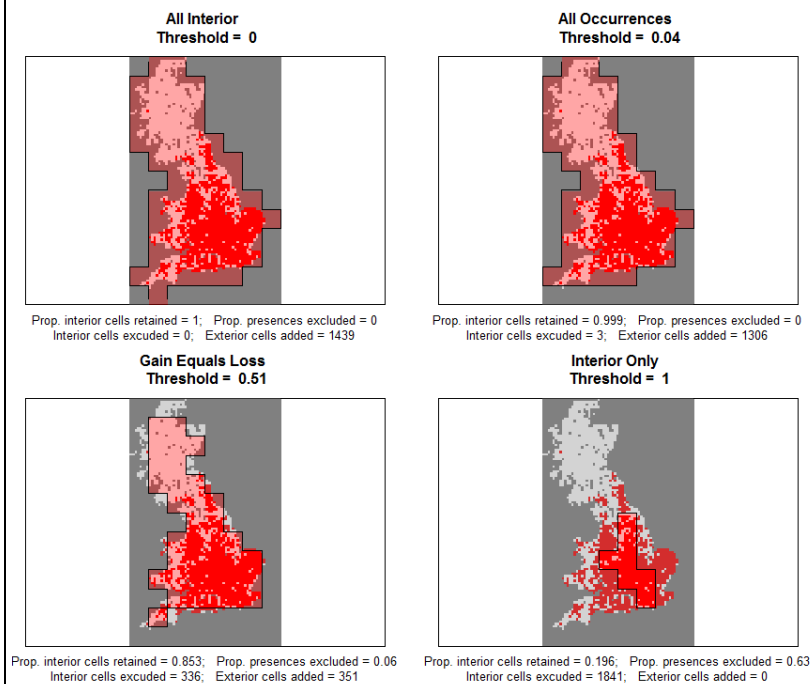 All Interior
Threshold = 0
All Occurrences
Threshold = 0.04
Prop. interior cells retained = 1; Prop. presences excluded = 0
Interior cells excuded = 0; Exterior cells added = 1439
Prop. interior cells retained = 0.999; Prop. presences excluded = 0
Interior cells excuded = 3; Exterior cells added = 1306
Gain Equals Loss
Threshold = 0.51
Interior Only
Threshold = 1
Prop. interior cells retained = 0.853; Prop. presences excluded = 0.06
Interior cells excuded = 336; Exterior cells added = 351
Prop. interior cells retained = 0.196; Prop. presences excluded = 0.63
Interior cells excuded = 1841; Exterior cells added = 0